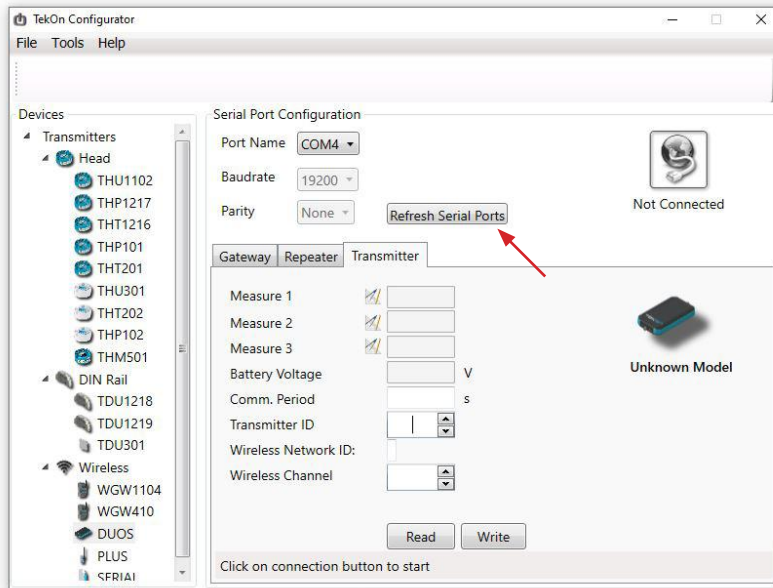 TekOn Configurator
File Tools Help
Devices
Transmitters
Head
THU1102
THP1217
THT1216
THP101
THT201
THU301
THT202
THP102
THM501
DIN Rail
TDU1218
TDU1219
TDU301
Wireless
WGW1104
WGW410
DUOS
PLUS
SERIAL
Serial Port Configuration
Port Name COM4
Baudrate 19200
Parity None Refresh Serial Ports
Not Connected
Gateway Repeater Transmitter
Measure 1
Measure 2
Measure 3
Battery Voltage V
Comm. Period s
Transmitter ID
Wireless Network ID:
Wireless Channel
Unknown Model
Read Write
Click on connection button to start